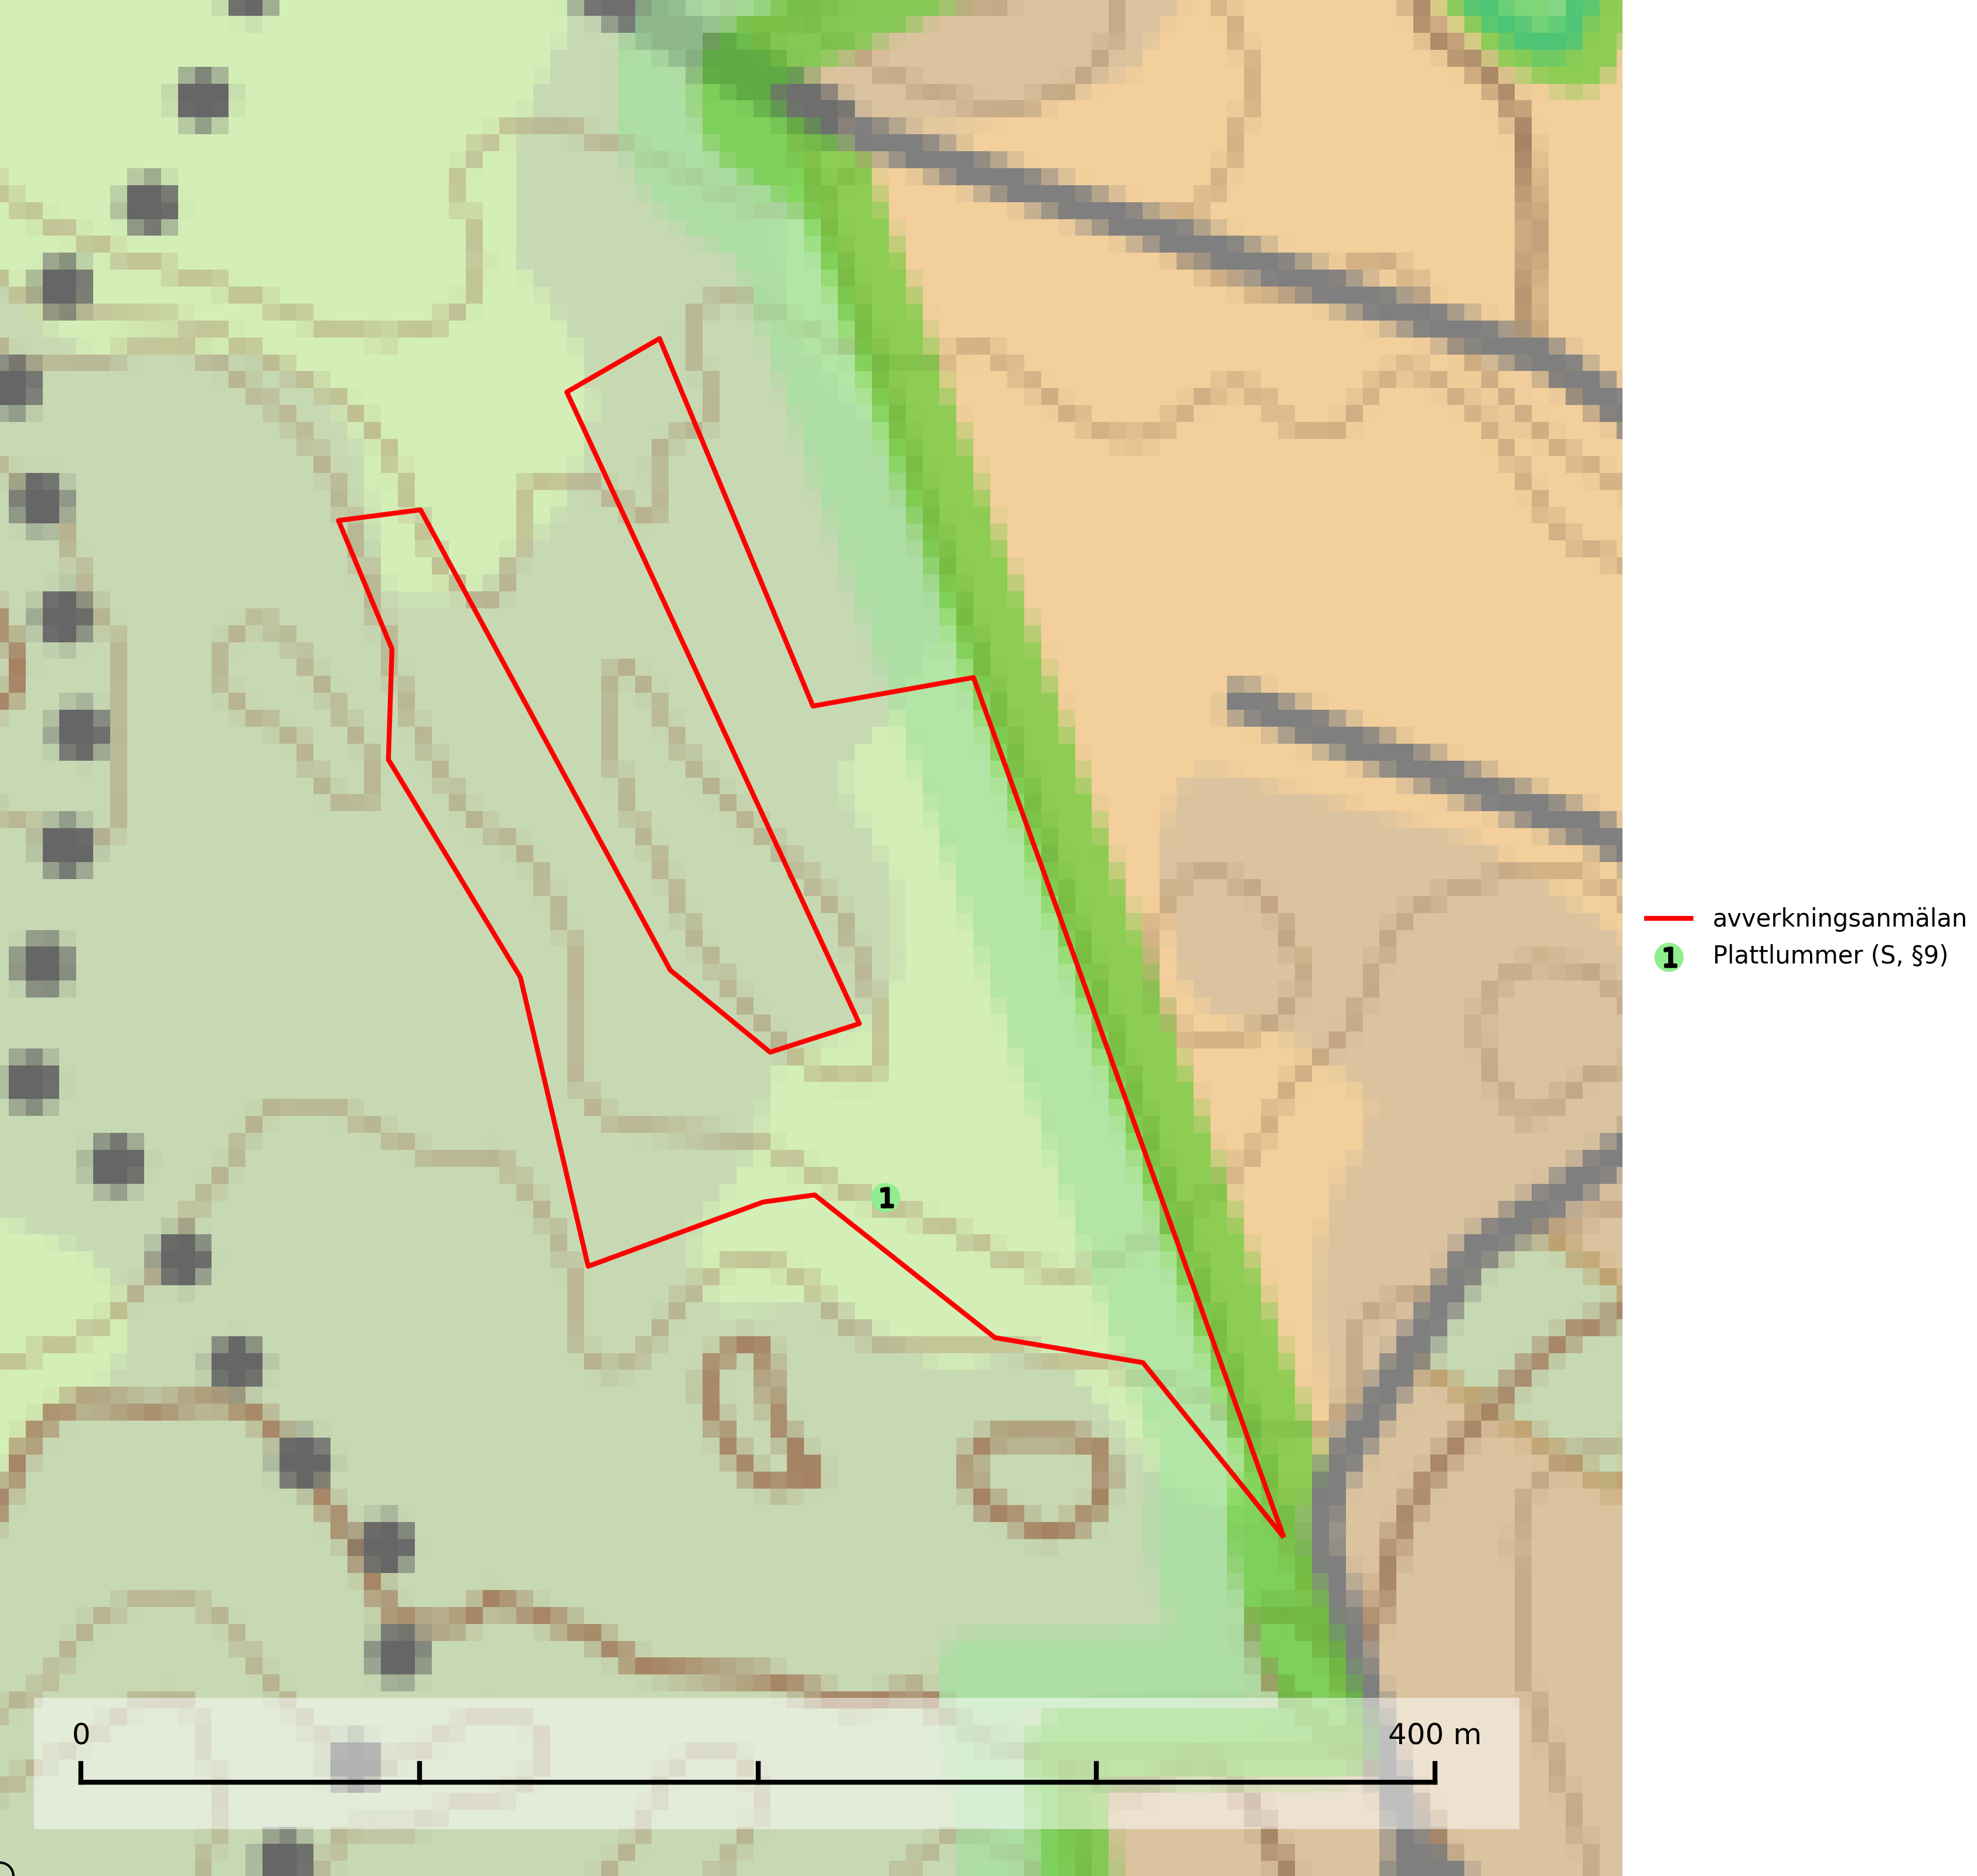 avverkningsanmälan
1 Plattlummer (S, §9)
1
0 400 m